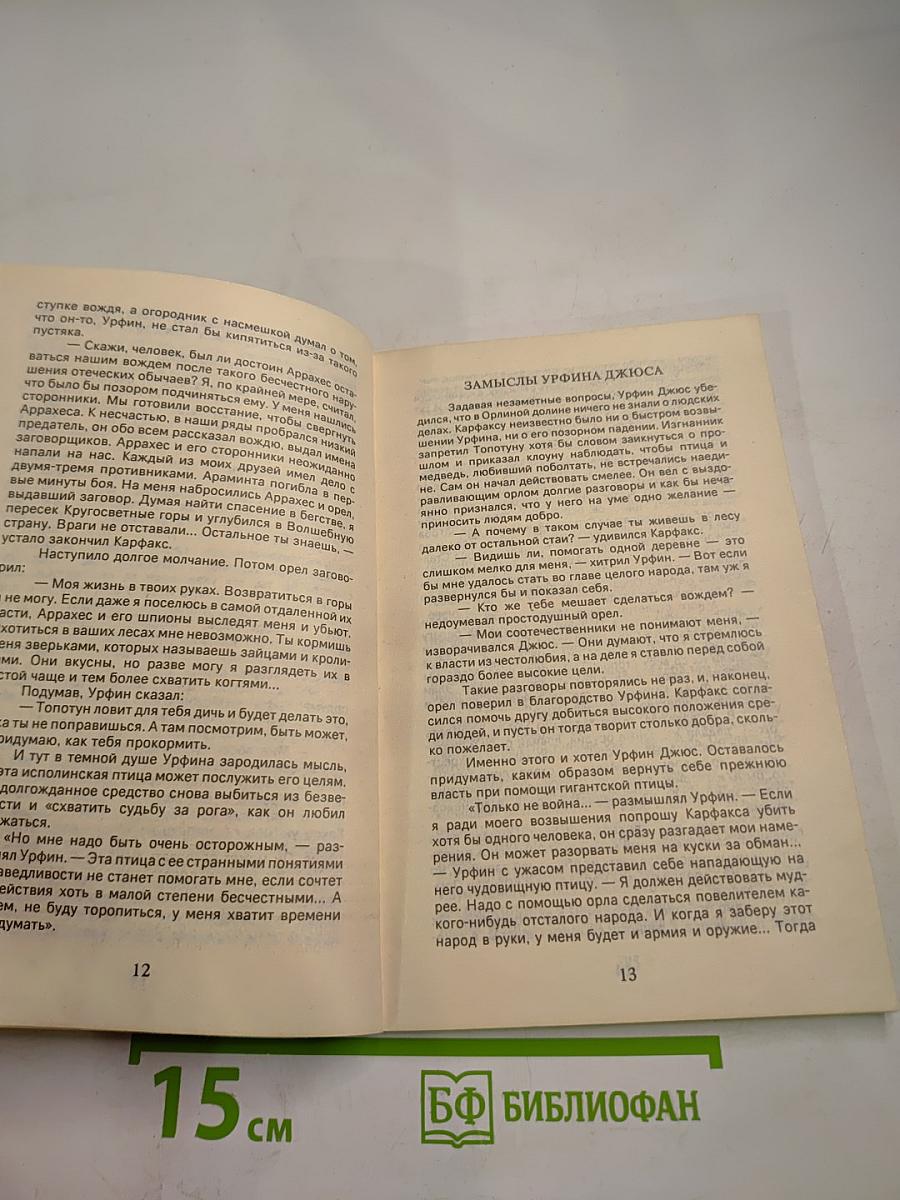 ступке вождя, а огородник с насмешкой думал о том,
что он-то, Урфин, не стал бы кипятиться из-за такого
пустяка.
— Скажи, человек, был ли достоин Аррахес оста-
ваться нашим вождем после такого бесчестного нару-
шения отеческих обычаев? Я, по крайней мере, считал,
что было бы позором подчиняться ему. У меня нашлись
сторонники. Мы готовили восстание, чтобы свергнуть
Аррахеса. К несчастью, в наши ряды пробрался низкий
предатель, он обо всем рассказал вождю, выдал имена
заговорщиков. Аррахес и его сторонники неожиданно
напали на нас. Каждый из моих друзей имел дело с
двумя-тремя противниками. Араминта погибла в пер-
вые минуты боя. На меня набросились Аррахес и орел,
выдавший заговор. Думая найти спасение в бегстве, я
пересек Кругосветные горы и углубился в Волшебную
страну. Враги не отставали... Остальное ты знаешь, —
устало закончил Карфакс.
Наступило долгое молчание. Потом орел загово-
рил:
— Моя жизнь в твоих руках. Возвратиться в горы
не могу. Если даже я поселюсь в самой отдаленной их
асти, Аррахес и его шпионы выследят меня и убьют.
хотиться в ваших лесах мне невозможно. Ты кормишь
еня зверьками, которых называешь зайцами и кроли-
ами. Они вкусны, но разве могу я разглядеть их в
стой чаще и тем более схватить когтями...
Подумав, Урфин сказал:
— Топотун ловит для тебя дичь и будет делать это,
ка ты не поправишься. А там посмотрим, быть может,
ридумаю, как тебя прокормить.
И тут в темной душе Урфина зародилась мысль,
эта исполинская птица может послужить его целям.
долгожданное средство снова выбиться из безве-
сти и «схватить судьбу за рога», как он любил
жаться.
«Но мне надо быть очень осторожным, — раз-
лял Урфин. — Эта птица с ее странными понятиями
аведливости не станет помогать мне, если сочтет
ействия хоть в малой степени бесчестными... А
ем, не буду торопиться, у меня хватит времени
думать».
12
ЗАМЫСЛЫ УРФИНА ДЖЮСА
Задавая незаметные вопросы, Урфин Джюс убе-
дился, что в Орлиной долине ничего не знали о людских
делах. Карфаксу неизвестно было ни о быстром возвы-
шении Урфина, ни о его позорном падении. Изгнанник
запретил Топотуну хотя бы словом заикнуться о про-
шлом и приказал клоуну наблюдать, чтобы птица и
медведь, любивший поболтать, не встречались наеди-
не. Сам он начал действовать смелее. Он вел с выздо-
равливающим орлом долгие разговоры и как бы неча-
янно признался, что у него на уме одно желание —
приносить людям добро.
— А почему в таком случае ты живешь в лесу
далеко от остальной стаи? — удивился Карфакс.
— Видишь ли, помогать одной деревне — это
слишком мелко для меня, — хитрил Урфин. — Вот если
бы мне удалось стать во главе целого народа, там уж я
развернулся бы и показал себя.
— Кто же тебе мешает сделаться вождем? —
недоумевал простодушный орел.
— Мои соотечественники не понимают меня, —
изворачивался Джюс. — Они думают, что я стремлюсь
к власти из честолюбия, а на деле я ставлю перед собой
гораздо более высокие цели.
Такие разговоры повторялись не раз, и, наконец,
орел поверил в благородство Урфина. Карфакс согла-
сился помочь другу добиться высокого положения сре-
ди людей, и пусть он тогда творит столько добра, сколь-
ко пожелает.
Именно этого и хотел Урфин Джюс. Оставалось
придумать, каким образом вернуть себе прежнюю
власть при помощи гигантской птицы.
«Только не война... — размышлял Урфин. — Если
я ради моего возвышения попрошу Карфакса убить
хотя бы одного человека, он сразу разгадает мои наме-
рения. Он может разорвать меня на куски за обман...
— Урфин с ужасом представил себе нападающую на
него чудовищную птицу. — Я должен действовать муд-
рее. Надо с помощью орла сделаться повелителем ка-
кого-нибудь отсталого народа. И когда я заберу этот
народ в руки, у меня будет и армия и оружие... Тогда
13
15 см
БФ БИБЛИОФАН